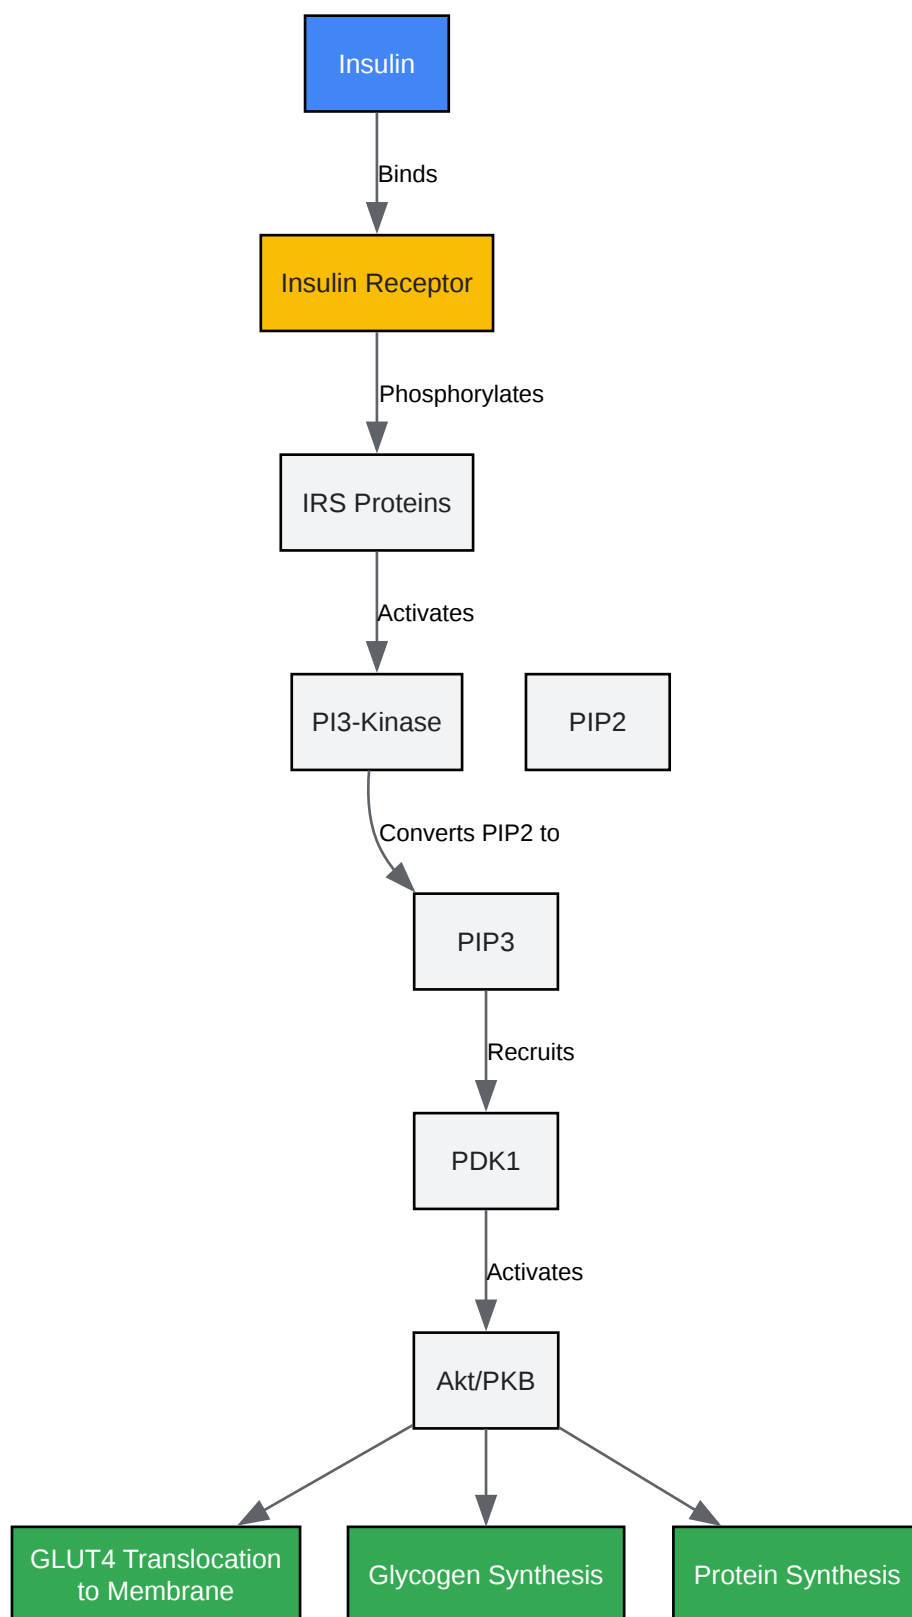 Insulin
Binds
Insulin Receptor
Phosphorylates
IRS Proteins
Activates
PI3-Kinase
PIP2
Converts PIP2 to
PIP3
Recruits
PDK1
Activates
Akt/PKB
GLUT4 Translocation
to Membrane
Glycogen Synthesis
Protein Synthesis